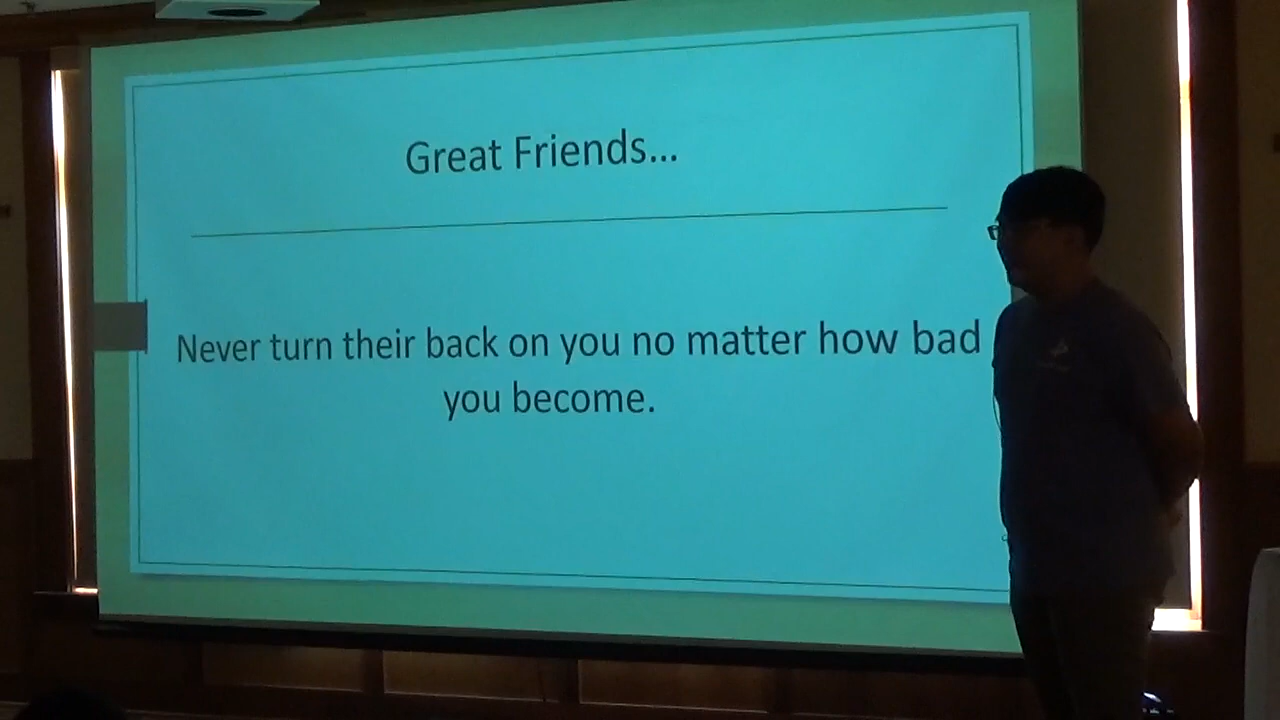 Great Friends...
Never turn their back on you no matter how bad
you become.